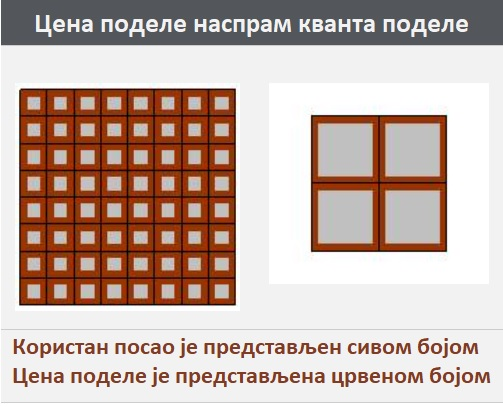 Цена поделе наспрам кванта поделе
Користан посао је представљен сивом бојом
Цена поделе је представљена црвеном бојом